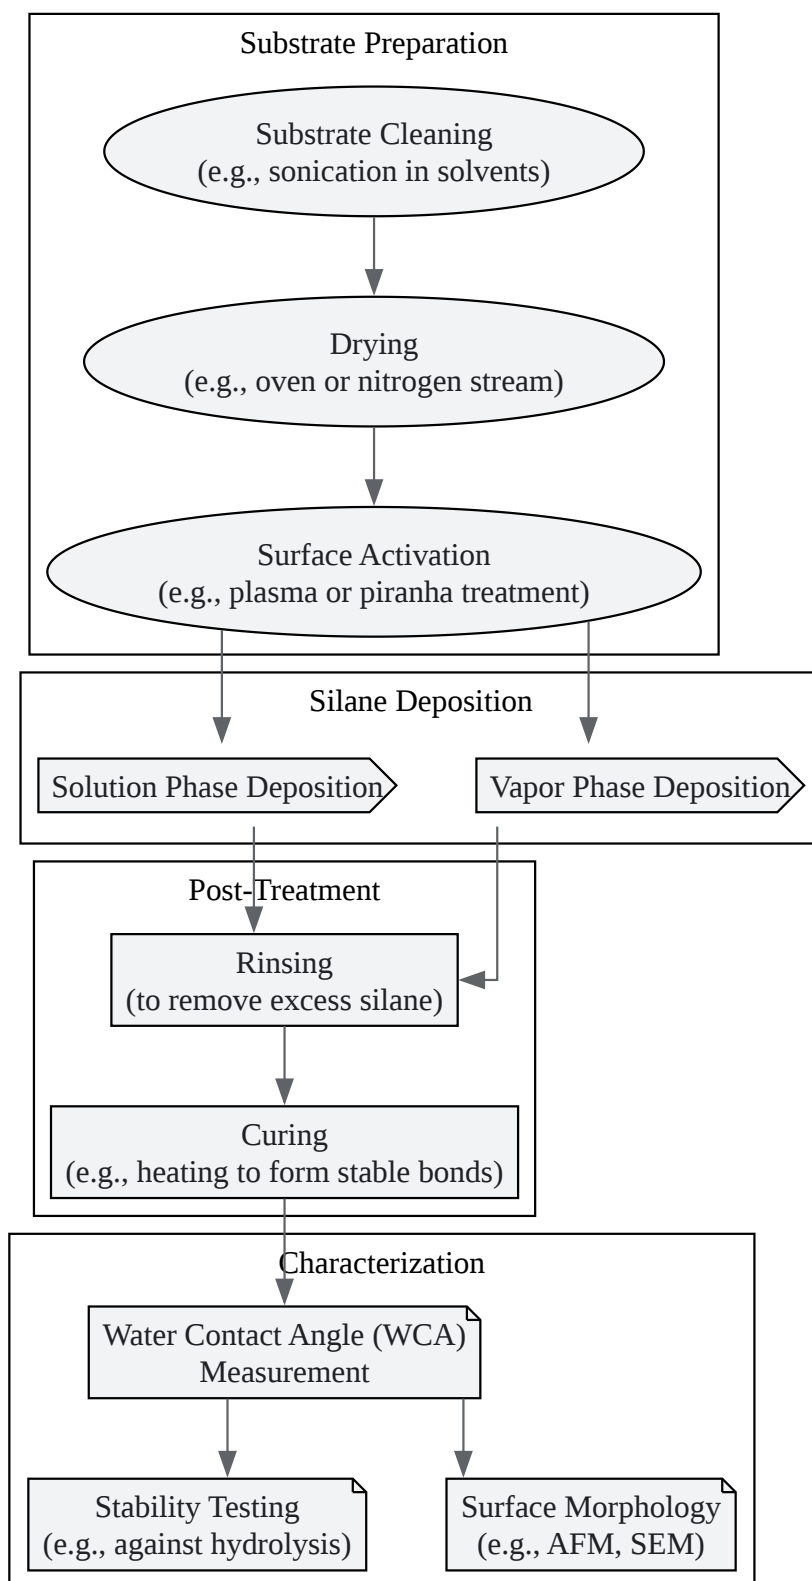 Substrate Preparation
Substrate Cleaning
(e.g., sonication in solvents)
Drying
(e.g., oven or nitrogen stream)
Surface Activation
(e.g., plasma or piranha treatment)
Silane Deposition
Solution Phase Deposition
Vapor Phase Deposition
Post-Treatment
Rinsing
(to remove excess silane)
Curing
(e.g., heating to form stable bonds)
Characterization
Water Contact Angle (WCA)
Measurement
Stability Testing
(e.g., against hydrolysis)
Surface Morphology
(e.g., AFM, SEM)